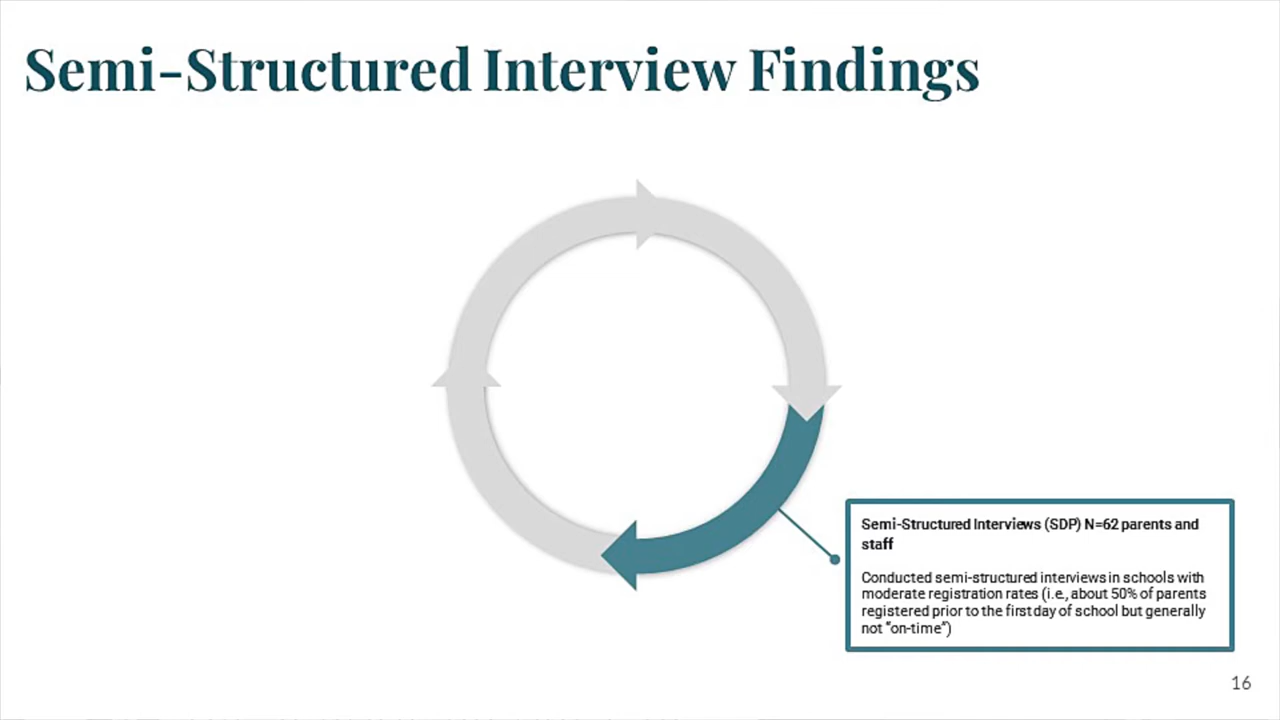 Semi-Structured Interview Findings
Semi-Structured Interviews (SDP) N=62 parents and
staff
Conducted semi-structured interviews in schools with
moderate registration rates (i.e., about 50% of parents
registered prior to the first day of school but generally
not “on-time”)
16